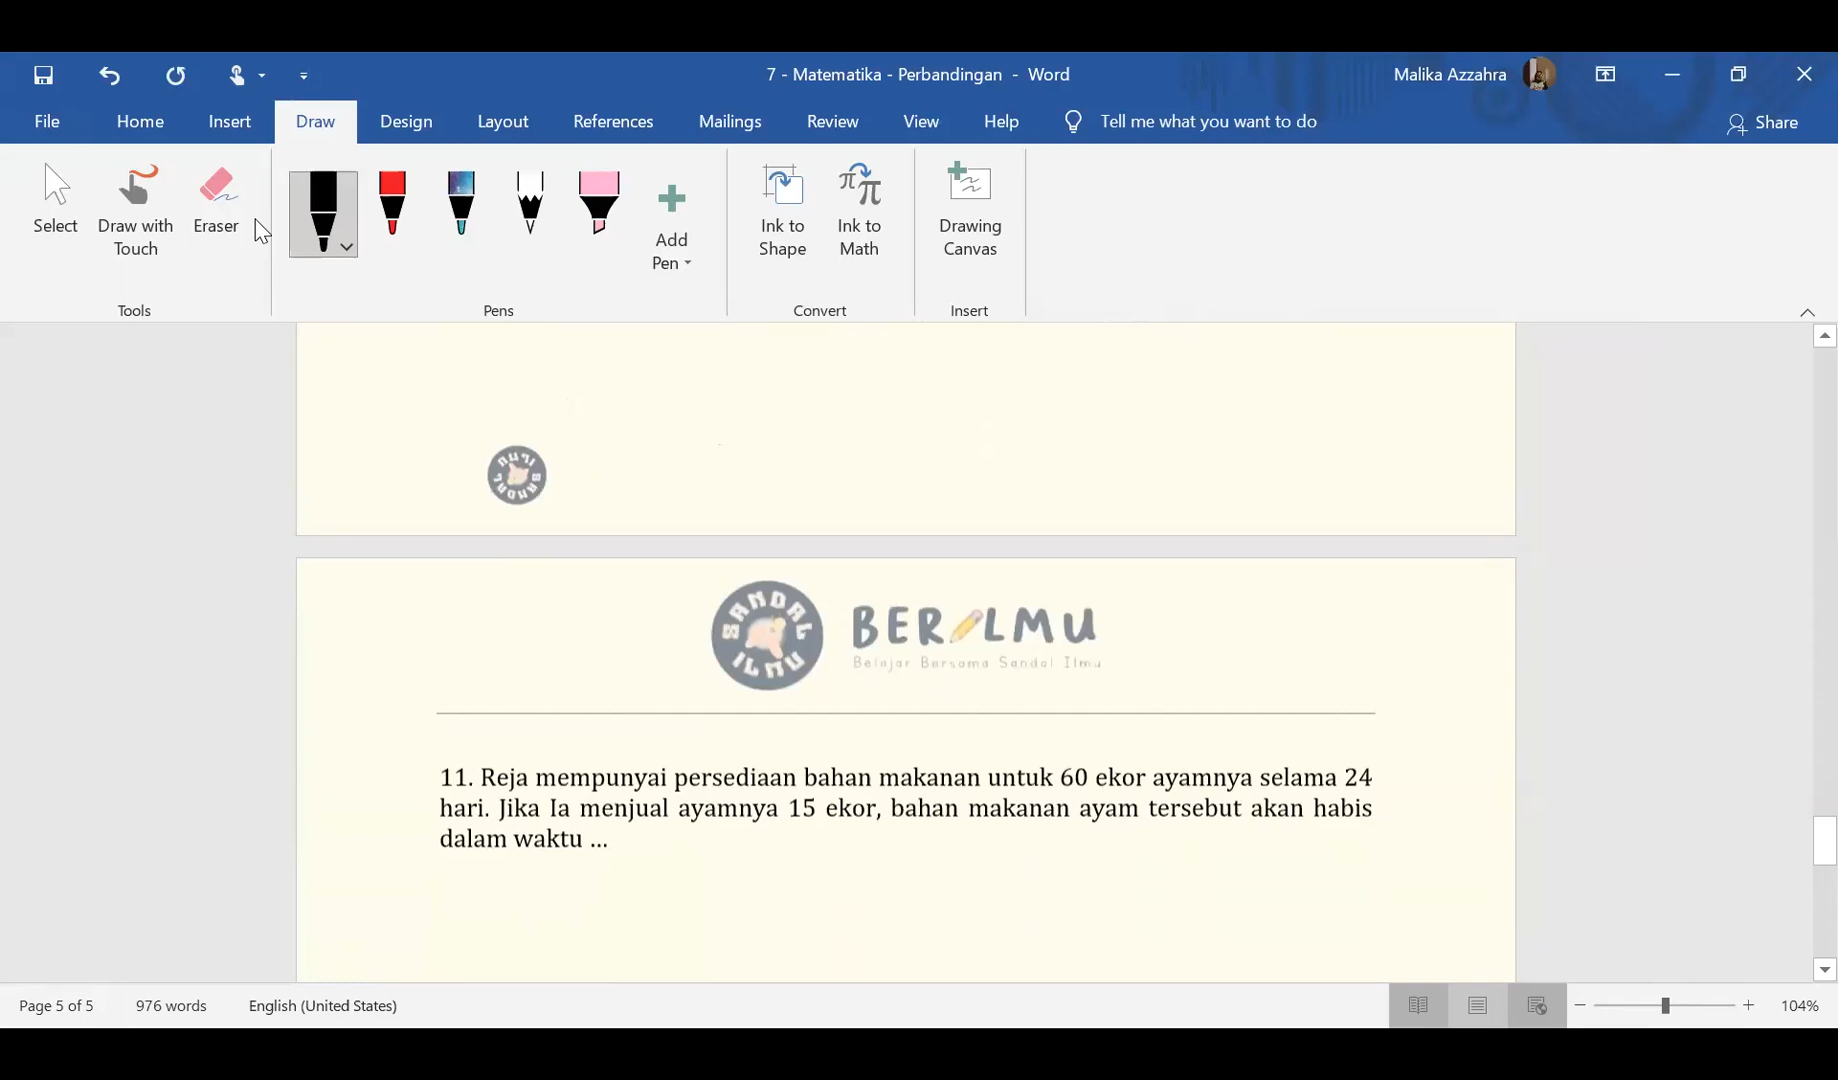 7 - Matematika - Perbandingan - Word
Malika Azzahra
File Home Insert Draw Design Layout References Mailings Review View Help Tell me what you want to do Share
Select Draw with Touch Eraser Add Pen Ink to Shape Ink to Math Drawing Canvas
Tools Pens Convert Insert
SANDAL ILMU
SANDAL ILMU
BERILMU
Belajar Bersama Sandal Ilmu
11. Reja mempunyai persediaan bahan makanan untuk 60 ekor ayamnya selama 24
hari. Jika Ia menjual ayamnya 15 ekor, bahan makanan ayam tersebut akan habis
dalam waktu ...
Page 5 of 5 976 words English (United States) 104%